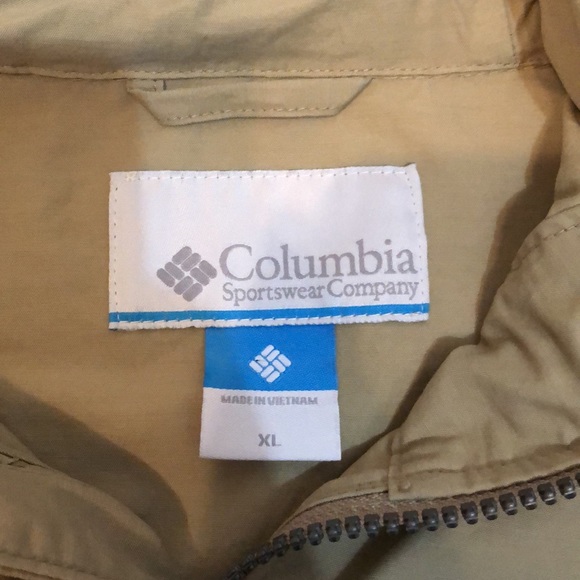 Columbia
Sportswear Company
MADE IN VIETNAM
XL